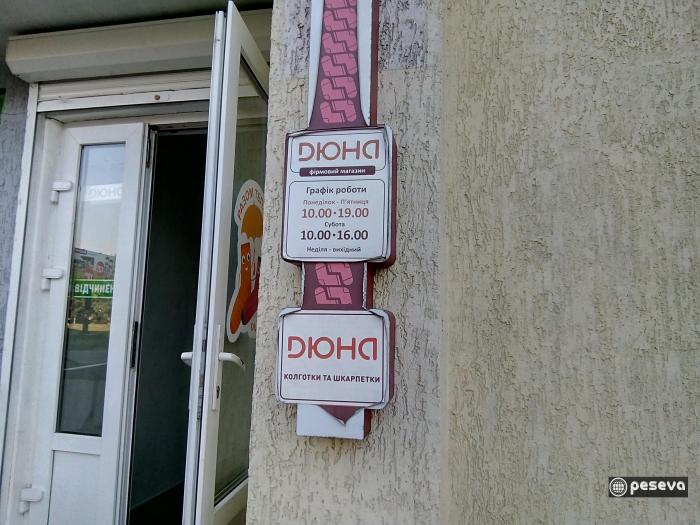 ДЮНА
фірмовий магазин
Графік роботи
Понеділок - П'ятниця
10.00-19.00
Субота
10.00-16.00
Неділя - вихідний
ДЮНА
КОЛГОТКИ ТА ШКАРПЕТКИ
ВІДЧИНЕН
peseva